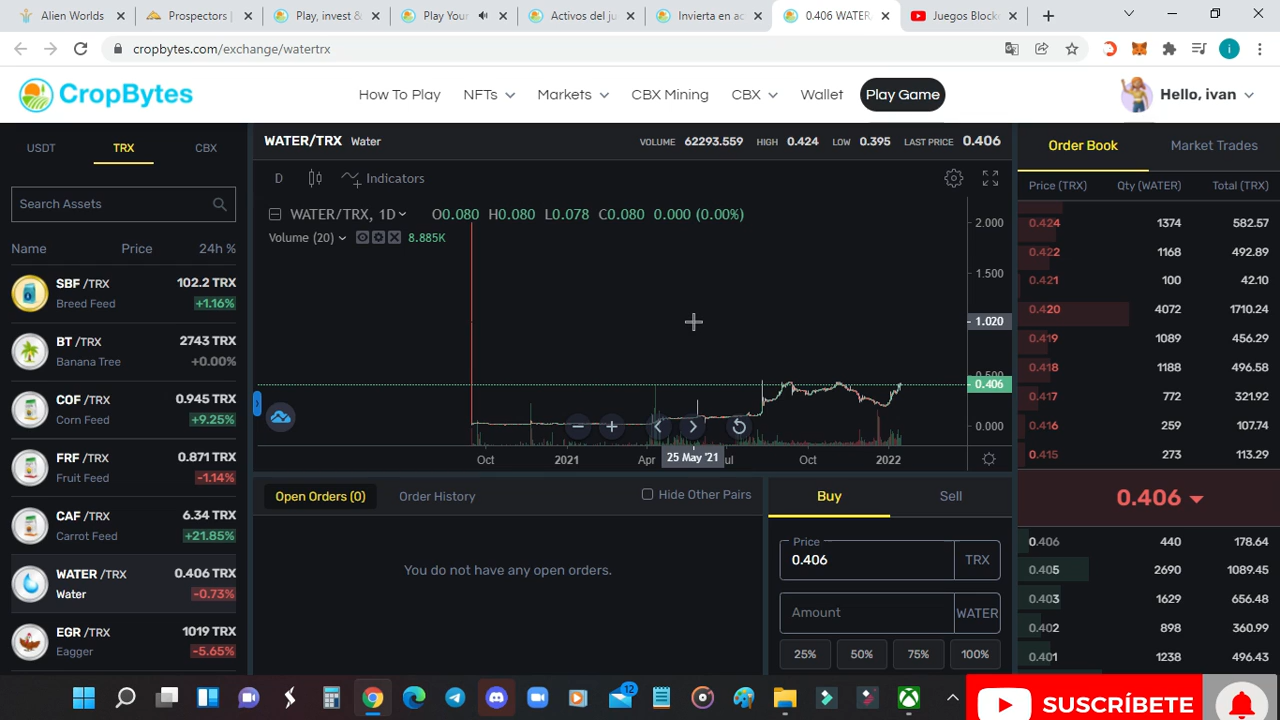 Alien Worlds
Prospectors |
Play, invest &
Play Your
Activos del ju
Invierta en ac
0.406 WATER
Juegos Block
cropbytes.com/exchange/watertrx
CropBytes
How To Play
NFTs
Markets
CBX Mining
CBX
Wallet
Play Game
Hello, ivan
USDT
TRX
CBX
Search Assets
Name Price 24h %
SBF /TRX 102.2 TRX
Breed Feed +1.16%
BT /TRX 2743 TRX
Banana Tree +0.00%
COF /TRX 0.945 TRX
Corn Feed +9.25%
FRF /TRX 0.871 TRX
Fruit Feed -1.14%
CAF /TRX 6.34 TRX
Carrot Feed +21.85%
WATER /TRX 0.406 TRX
Water -0.73%
EGR /TRX 1019 TRX
Eagger -5.65%
WATER/TRX Water VOLUME 62293.559 HIGH 0.424 LOW 0.395 LAST PRICE 0.406
D Indicators
WATER/TRX, 1D O0.080 H0.080 L0.078 C0.080 0.000 (0.00%)
Volume (20) 8.885K
2.000
1.500
1.020
0.500
0.406
0.000
Oct 2021 Apr 25 May '21 Jul Oct 2022
Open Orders (0) Order History Hide Other Pairs
You do not have any open orders.
Buy Sell
Price
0.406 TRX
Amount WATER
25% 50% 75% 100%
Order Book Market Trades
Price (TRX) Qty (WATER) Total (TRX)
0.424 1374 582.57
0.422 1168 492.89
0.421 100 42.10
0.420 4072 1710.24
0.419 1089 456.29
0.418 1188 496.58
0.417 772 321.92
0.416 259 107.74
0.415 273 113.29
0.406
0.406 440 178.64
0.405 2690 1089.45
0.403 1629 656.48
0.402 898 360.99
0.401 1238 496.43
12
SUSCRÍBETE